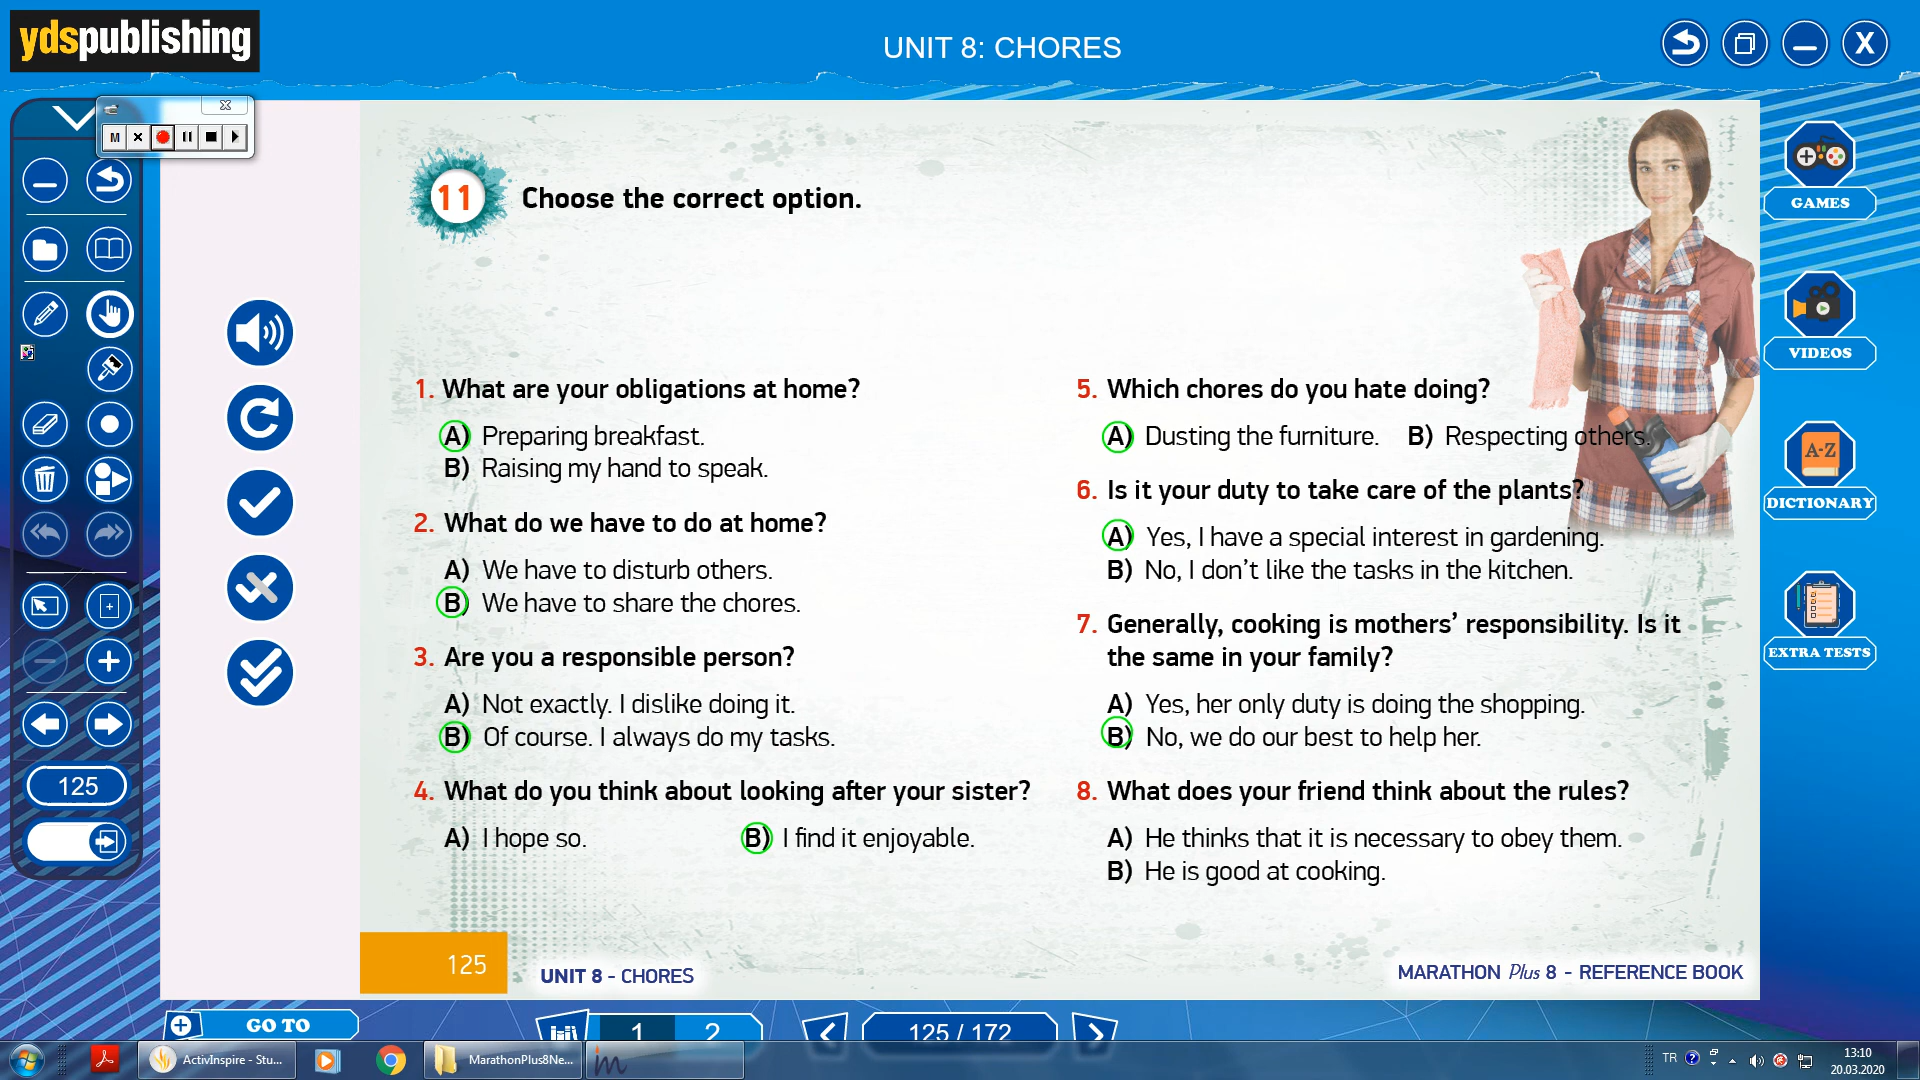 ydspublishing
UNIT 8: CHORES
X
M
11 Choose the correct option.
1. What are your obligations at home?
A) Preparing breakfast.
B) Raising my hand to speak.
2. What do we have to do at home?
A) We have to disturb others.
B) We have to share the chores.
3. Are you a responsible person?
A) Not exactly. I dislike doing it.
B) Of course. I always do my tasks.
4. What do you think about looking after your sister?
A) I hope so. B) I find it enjoyable.
5. Which chores do you hate doing?
A) Dusting the furniture. B) Respecting others.
6. Is it your duty to take care of the plants?
A) Yes, I have a special interest in gardening.
B) No, I don't like the tasks in the kitchen.
7. Generally, cooking is mothers' responsibility. Is it
the same in your family?
A) Yes, her only duty is doing the shopping.
B) No, we do our best to help her.
8. What does your friend think about the rules?
A) He thinks that it is necessary to obey them.
B) He is good at cooking.
GAMES
VIDEOS
A-Z
DICTIONARY
EXTRA TESTS
125
125
UNIT 8 - CHORES
MARATHON Plus 8 - REFERENCE BOOK
GO TO
1 2
125 / 172
ActivInspire - Stu...
MarathonPlus8Ne...
TR
13:10
20.03.2020